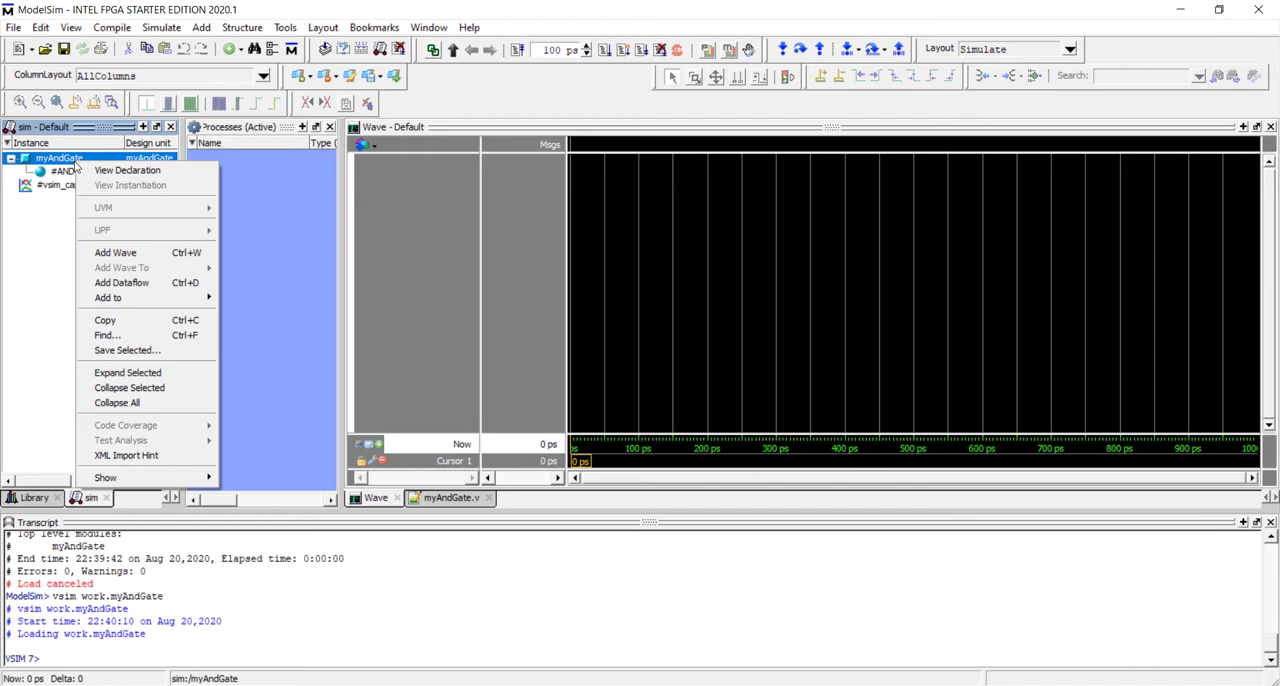 ModelSim - INTEL FPGA STARTER EDITION 2020.1
File Edit View Compile Simulate Add Structure Tools Layout Bookmarks Window Help
100 ps
Layout Simulate
ColumnLayout AllColumns
Search:
sim - Default
Processes (Active)
Wave - Default
Instance Design unit
Name Type (
Msgs
myAndGate myAndGate
#AND
#vsim_ca
View Declaration
View Instantiation
UVM
UPF
Add Wave Ctrl+W
Add Wave To
Add Dataflow Ctrl+D
Add to
Copy Ctrl+C
Find... Ctrl+F
Save Selected...
Expand Selected
Collapse Selected
Collapse All
Code Coverage
Test Analysis
XML Import Hint
Show
Now 0 ps
ps 100 ps 200 ps 300 ps 400 ps 500 ps 600 ps 700 ps 800 ps 900 ps 1000
Cursor 1 0 ps
0 ps
Library sim
Wave myAndGate.v
Transcript
# Top level modules:
# myAndGate
# End time: 22:39:42 on Aug 20,2020, Elapsed time: 0:00:00
# Errors: 0, Warnings: 0
# Load canceled
ModelSim> vsim work.myAndGate
# vsim work.myAndGate
# Start time: 22:40:10 on Aug 20,2020
# Loading work.myAndGate
VSIM 7>
Now: 0 ps Delta: 0
sim:/myAndGate